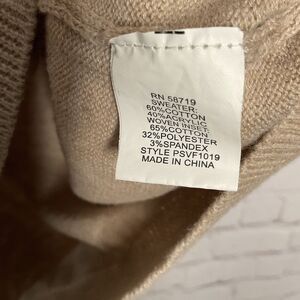 RN 58719
SWEATER:
60%COTTON
40%ACRYLIC
WOVEN INSET:
65%COTTON
32%POLYESTER
3%SPANDEX
STYLE PSVF1019
MADE IN CHINA